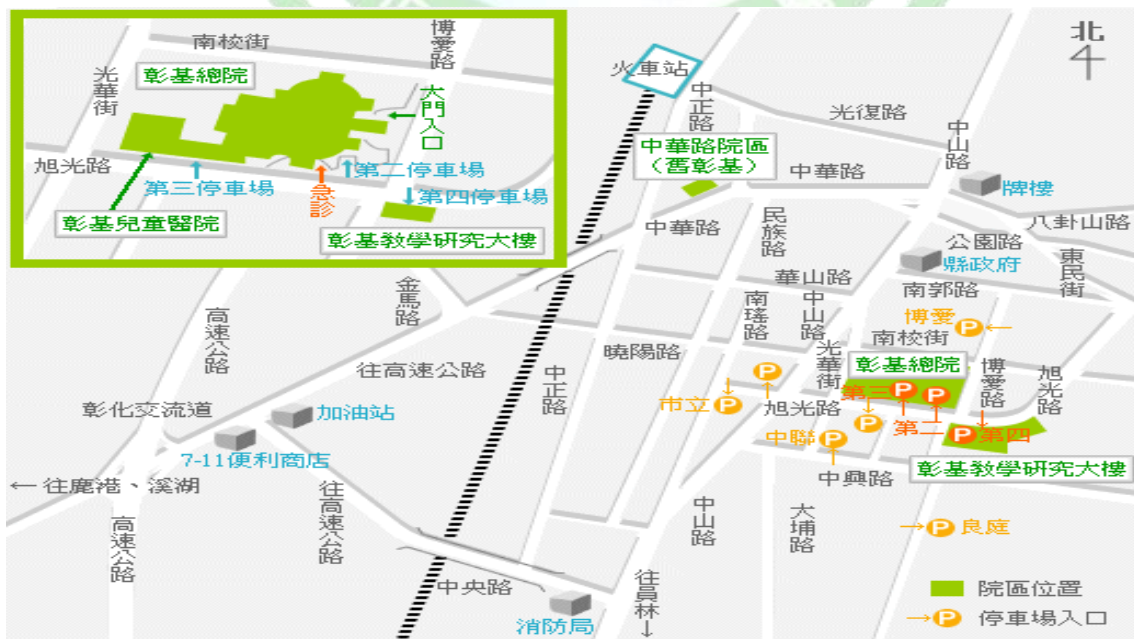 南校街
博愛路
光華街
彰基總院
大門入口
旭光路
第三停車場
急診
第二停車場
第四停車場
彰基兒童醫院
彰基教學研究大樓
北
火車站
中正路
光復路
中山路
中華路院區
(舊彰基)
中華路
牌樓
八卦山路
中華路
民族路
公園路
縣政府
東民街
華山路
南郭路
金馬路
高速公路
南瑤路
中山路
博愛
P
南校街
曉陽路
光華街
彰基總院
博愛路
旭光路
往高速公路
中正路
P
第三
P
P
彰化交流道
加油站
市立
P
旭光路
P
第二
P
第四
7-11便利商店
中聯
P
彰基教學研究大樓
中興路
← 往鹿港、溪湖
高速公路
往高速公路
中山路
大埔路
→ P 良庭
中央路
往員林↓
院區位置
消防局
→ P 停車場入口